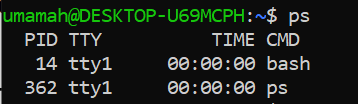 umamah@DESKTOP-U69MCPH:~$ ps
  PID TTY          TIME CMD
   14 tty1     00:00:00 bash
  362 tty1     00:00:00 ps